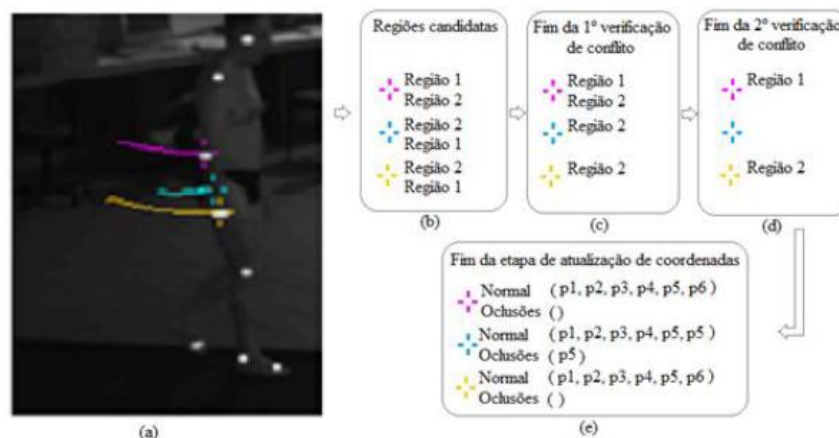 Regiões candidatas
Região 1
Região 2
Região 2
Região 1
Região 2
Região 1
(b)
Fim da 1º verificação
de conflito
Região 1
Região 2
Região 2
Região 2
(c)
Fim da 2º verificação
de conflito
Região 1
Região 2
(d)
Fim da etapa de atualização de coordenadas
Normal ( p1, p2, p3, p4, p5, p6 )
Oclusões ( )
Normal ( p1, p2, p3, p4, p5, p5 )
Oclusões ( p5 )
Normal ( p1, p2, p3, p4, p5, p6 )
Oclusões ( )
(e)
(a)